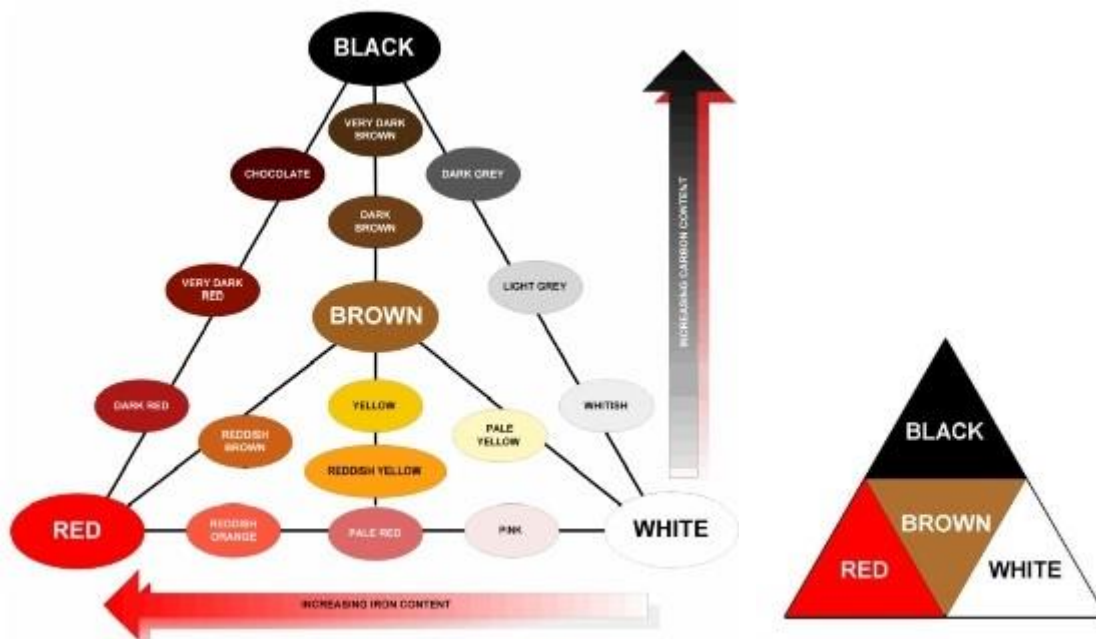 BLACK
VERY DARK
BROWN
CHOCOLATE
DARK GREY
DARK
BROWN
VERY DARK
RED
LIGHT GREY
BROWN
DARK RED
YELLOW
WHITISH
REDDISH
BROWN
PALE
YELLOW
REDDISH YELLOW
RED
REDDISH
ORANGE
PALE RED
PINK
WHITE
INCREASING IRON CONTENT
INCREASING CARBON CONTENT
BLACK
BROWN
RED
WHITE